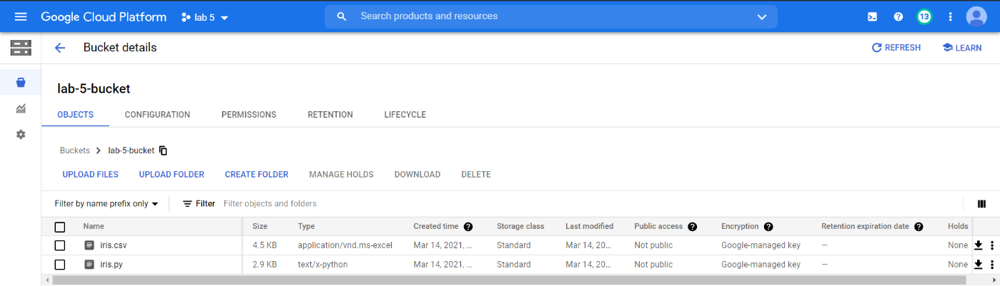 Google Cloud Platform lab 5 Search products and resources 13
Bucket details REFRESH LEARN
lab-5-bucket
OBJECTS CONFIGURATION PERMISSIONS RETENTION LIFECYCLE
Buckets lab-5-bucket
UPLOAD FILES UPLOAD FOLDER CREATE FOLDER MANAGE HOLDS DOWNLOAD DELETE
Filter by name prefix only Filter Filter objects and folders
Name Size Type Created time Storage class Last modified Public access Encryption Retention expiration date Holds
iris.csv 4.5 KB application/vnd.ms-excel Mar 14, 2021, ... Standard Mar 14, 20... Not public Google-managed key — None
iris.py 2.9 KB text/x-python Mar 14, 2021, ... Standard Mar 14, 20... Not public Google-managed key — None